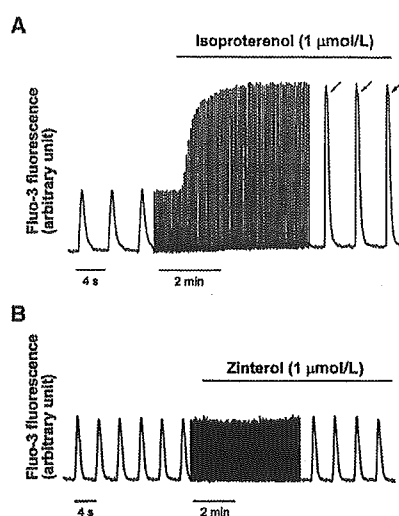 A
Isoproterenol (1 μmol/L)
Fluo-3 fluorescence
(arbitrary unit)
4 s
2 min
B
Zinterol (1 μmol/L)
Fluo-3 fluorescence
(arbitrary unit)
4 s
2 min